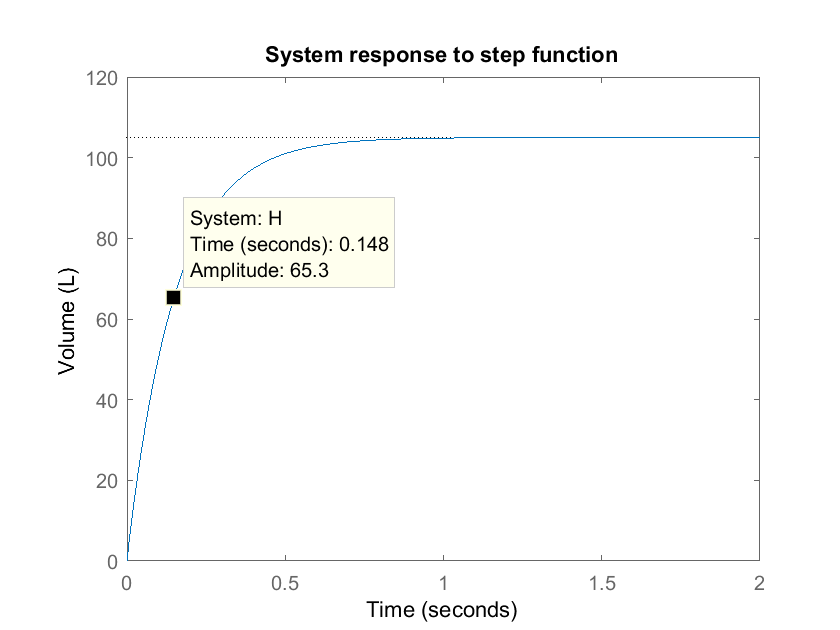 System response to step function
120
100
80
60
40
20
0
Volume (L)
System: H
Time (seconds): 0.148
Amplitude: 65.3
0 0.5 1 1.5 2
Time (seconds)